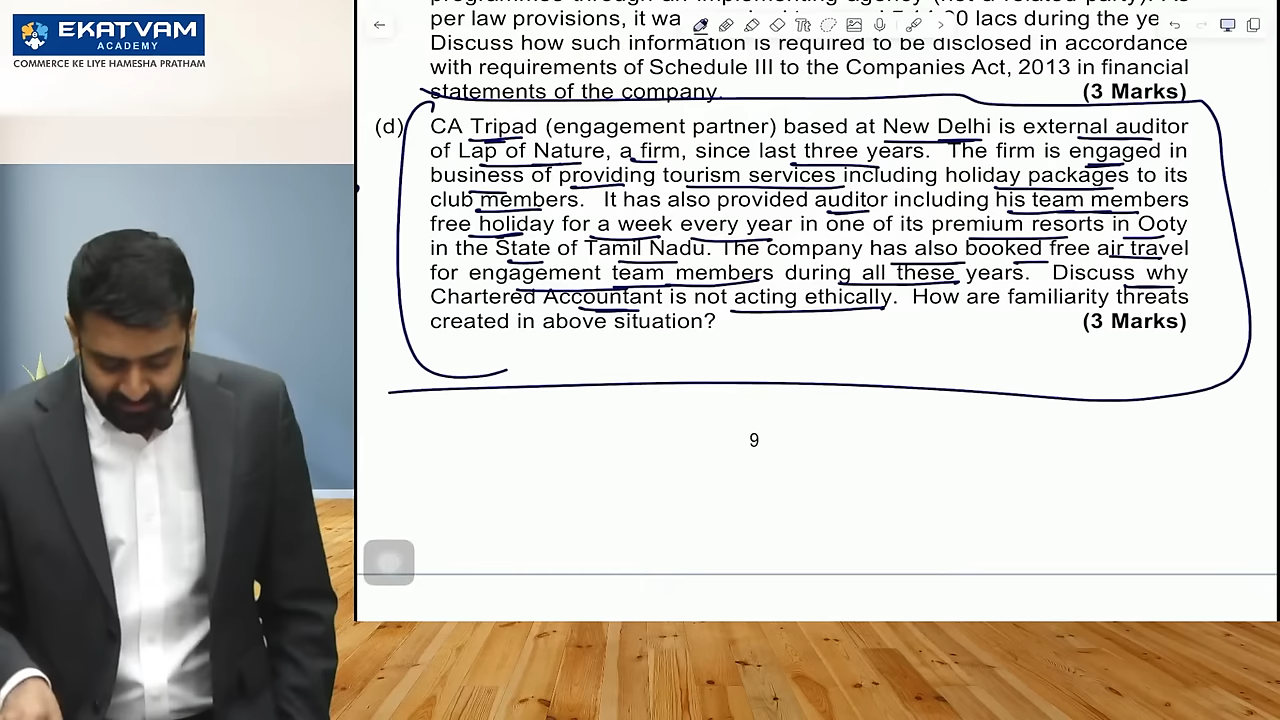 EKATVAM
ACADEMY
COMMERCE KE LIYE HAMESHA PRATHAM
per law provisions, it wa 00 lacs during the ye
Discuss how such information is required to be disclosed in accordance
with requirements of Schedule III to the Companies Act, 2013 in financial
statements of the company. (3 Marks)
(d) CA Tripad (engagement partner) based at New Delhi is external auditor
of Lap of Nature, a firm, since last three years. The firm is engaged in
business of providing tourism services including holiday packages to its
club members. It has also provided auditor including his team members
free holiday for a week every year in one of its premium resorts in Ooty
in the State of Tamil Nadu. The company has also booked free air travel
for engagement team members during all these years. Discuss why
Chartered Accountant is not acting ethically. How are familiarity threats
created in above situation? (3 Marks)
9